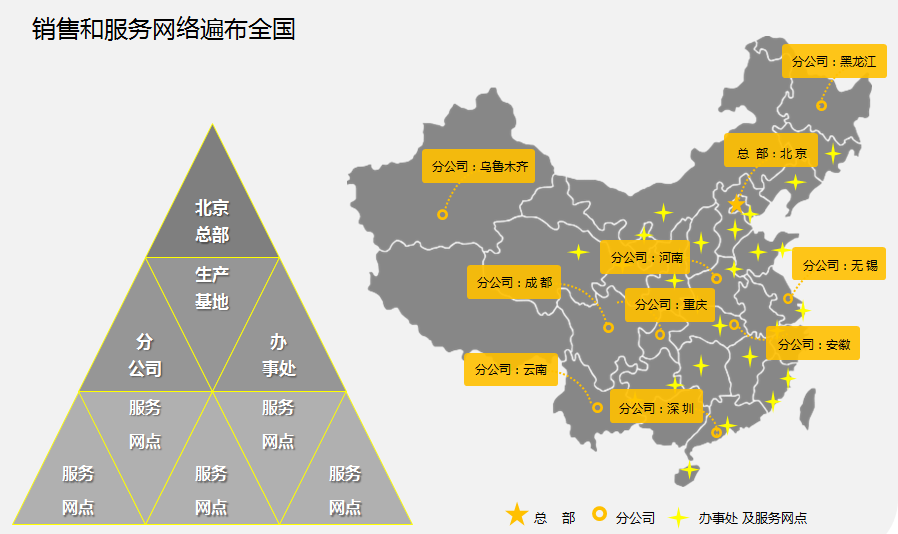 销售和服务网络遍布全国
北京
总部
生产
基地
分
公司
办
事处
服务
网点
服务
网点
服务
网点
服务
网点
服务
网点
分公司：黑龙江
总 部：北 京
分公司：乌鲁木齐
分公司：河南
分公司：无 锡
分公司：成 都
分公司：重庆
分公司：安徽
分公司：云南
分公司：深 圳
总 部
分公司
办事处 及服务网点